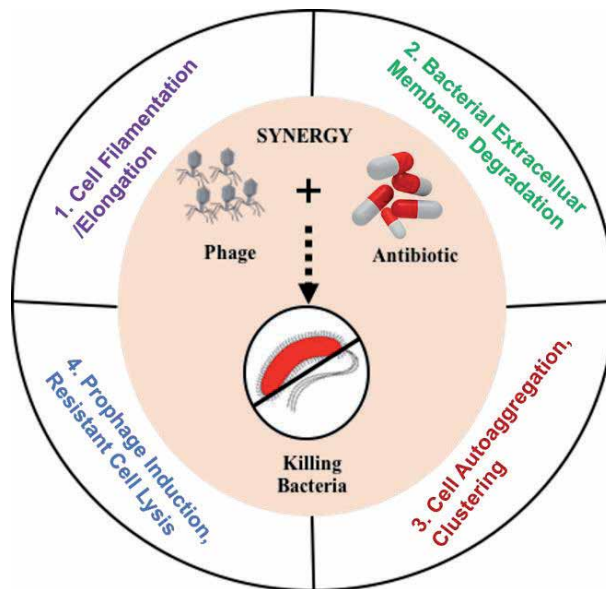 1. Cell Filamentation
/Elongation
2. Bacterial Extracelluar
Membrane Degradation
SYNERGY
+
Phage
Antibiotic
Killing
Bacteria
4. Prophage Induction,
Resistant Cell Lysis
3. Cell Autoaggregation,
Clustering